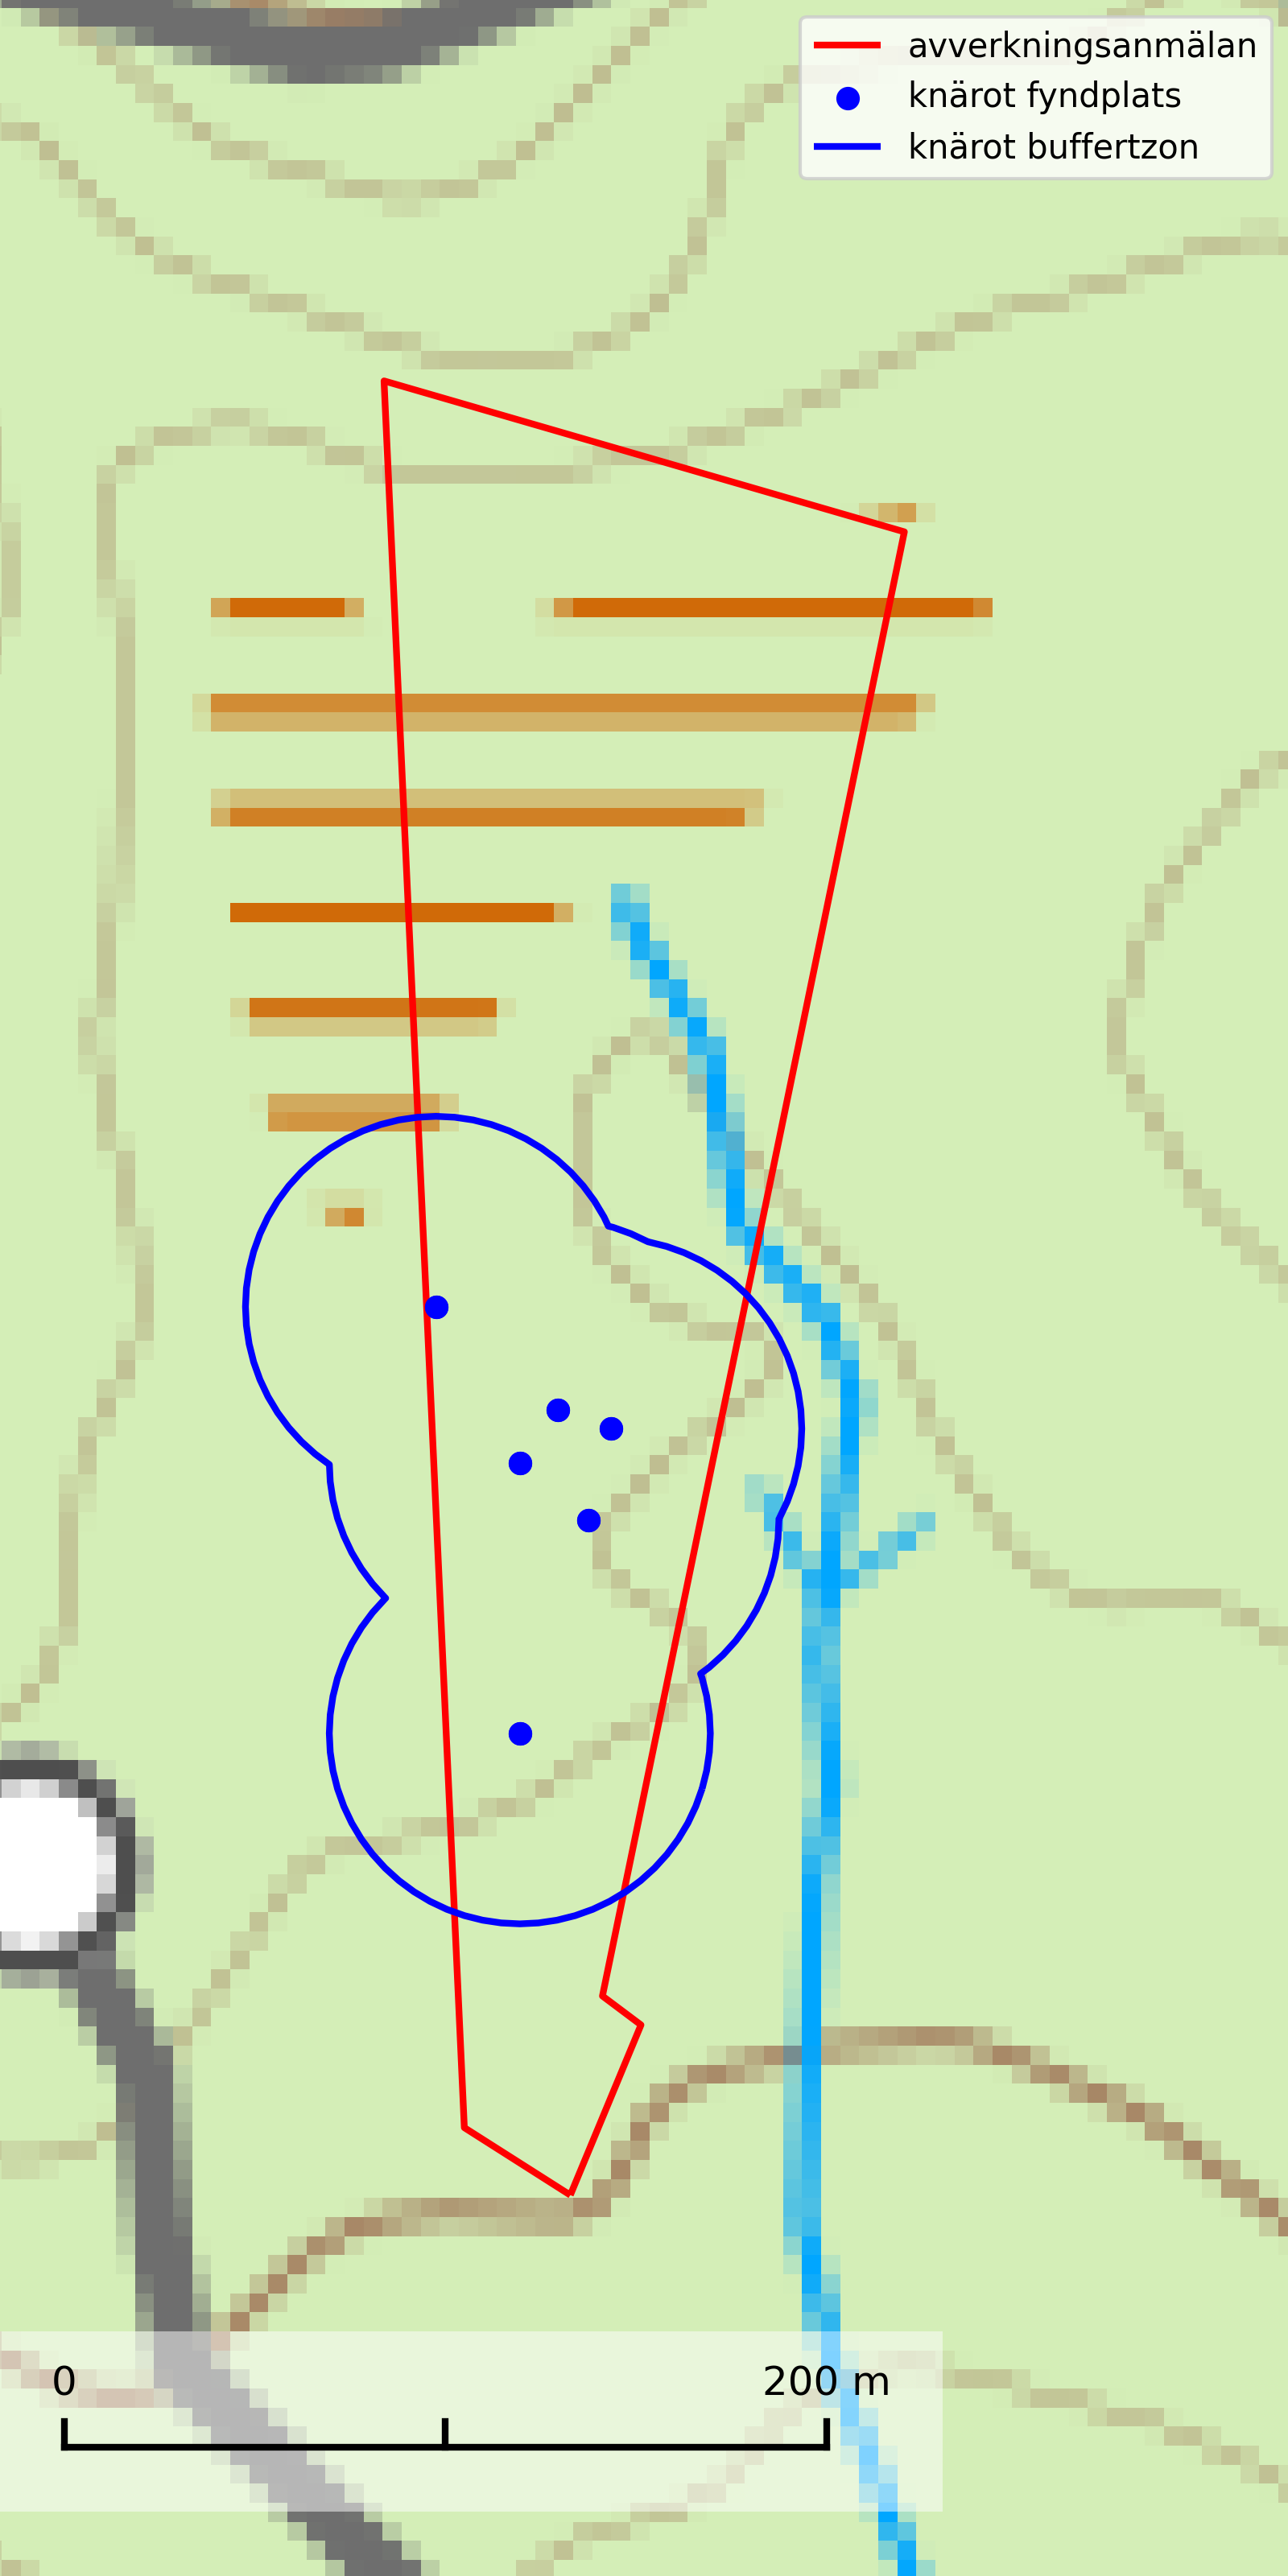 avverkningsanmälan
knärot fyndplats
knärot buffertzon
0 200 m